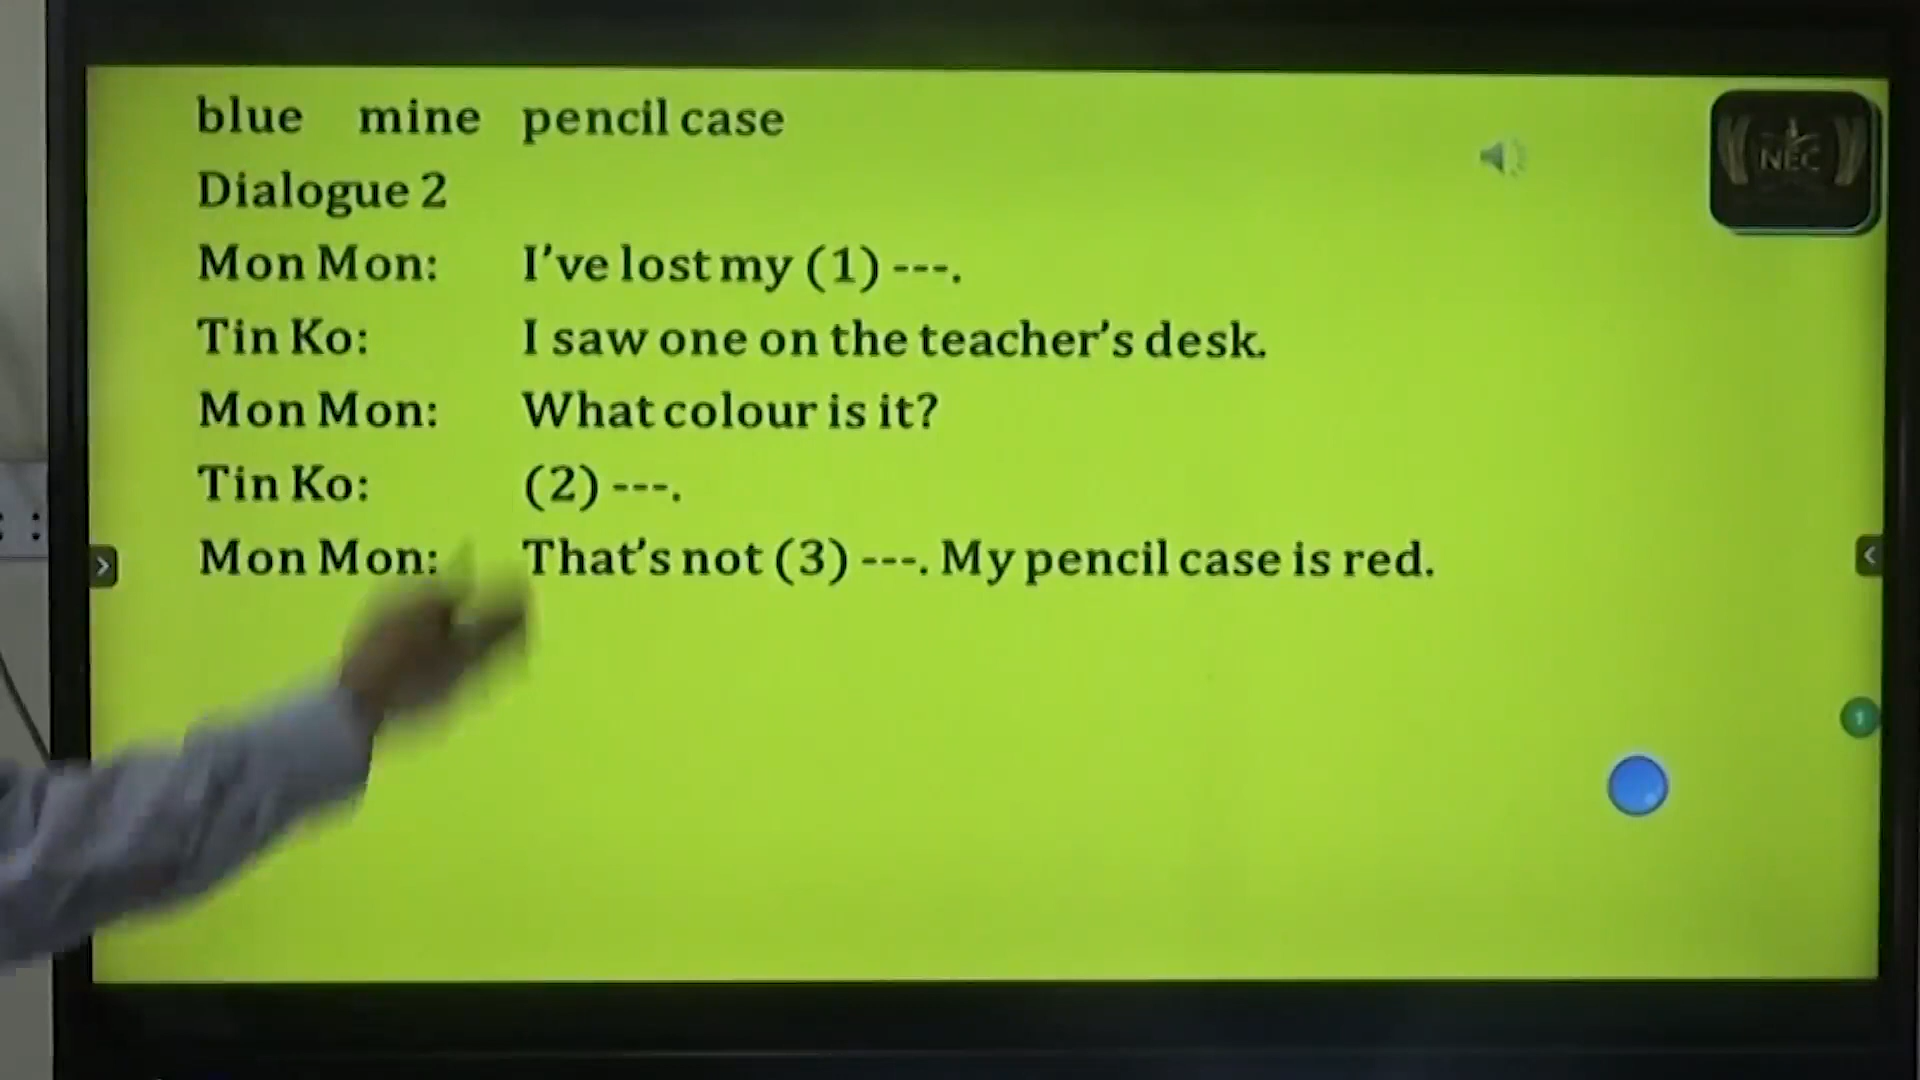 blue mine pencil case
Dialogue 2
Mon Mon: I've lost my (1) ---.
Tin Ko: I saw one on the teacher's desk.
Mon Mon: What colour is it?
Tin Ko: (2) ---.
Mon Mon: That's not (3) ---. My pencil case is red.
NEC
1